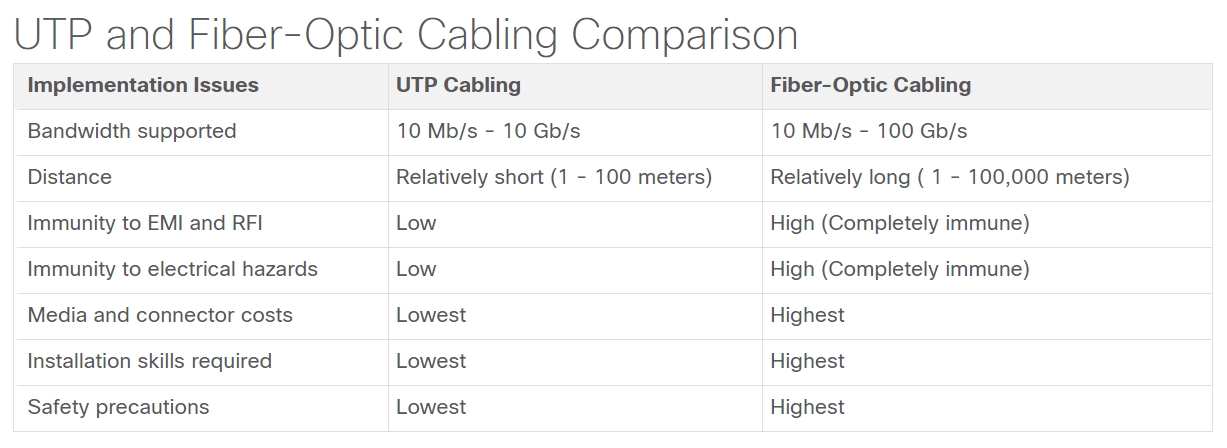 UTP and Fiber-Optic Cabling Comparison
Implementation Issues UTP Cabling Fiber-Optic Cabling
Bandwidth supported 10 Mb/s - 10 Gb/s 10 Mb/s - 100 Gb/s
Distance Relatively short (1 - 100 meters) Relatively long ( 1 - 100,000 meters)
Immunity to EMI and RFI Low High (Completely immune)
Immunity to electrical hazards Low High (Completely immune)
Media and connector costs Lowest Highest
Installation skills required Lowest Highest
Safety precautions Lowest Highest